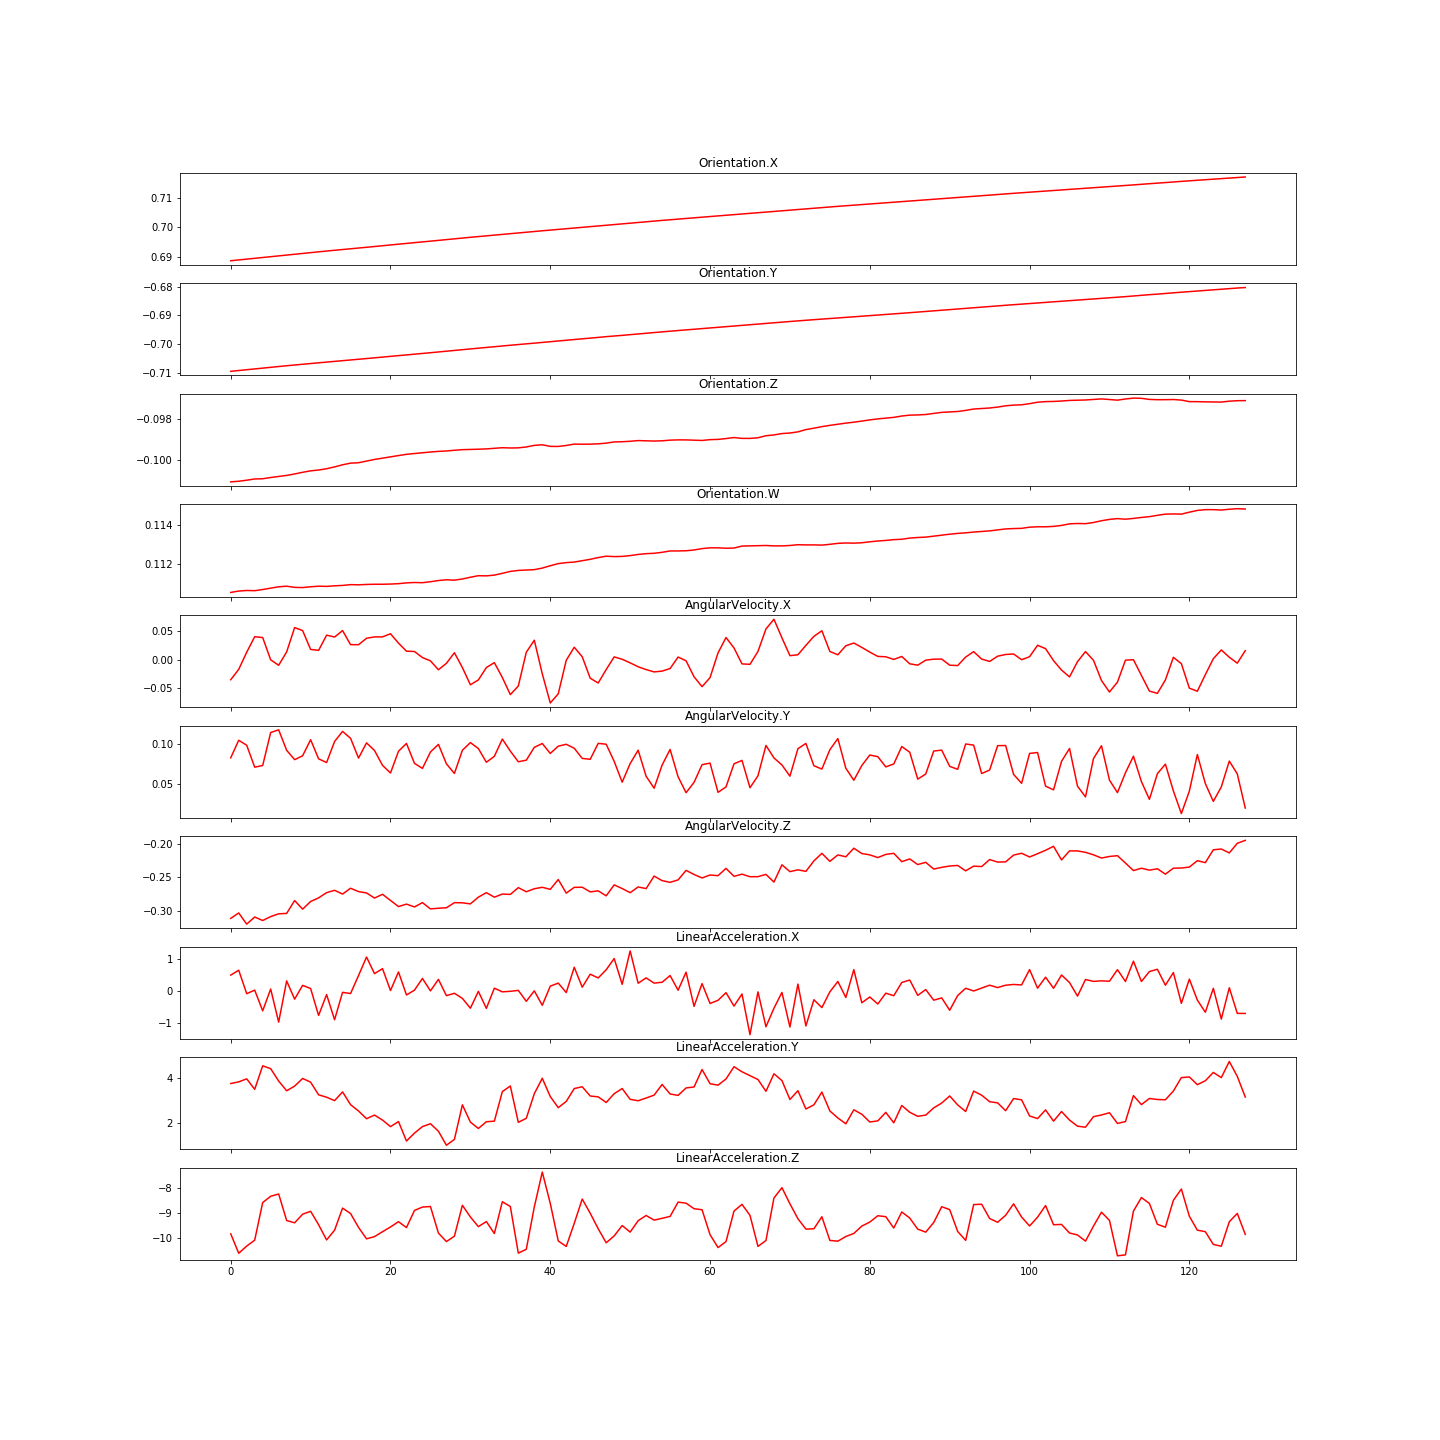 Orientation.X
0.71
0.70
0.69
Orientation.Y
−0.68
−0.69
−0.70
−0.71
Orientation.Z
−0.098
−0.100
Orientation.W
0.114
0.112
AngularVelocity.X
0.05
0.00
−0.05
AngularVelocity.Y
0.10
0.05
AngularVelocity.Z
−0.20
−0.25
−0.30
LinearAcceleration.X
1
0
−1
LinearAcceleration.Y
4
2
LinearAcceleration.Z
−8
−9
−10
0 20 40 60 80 100 120